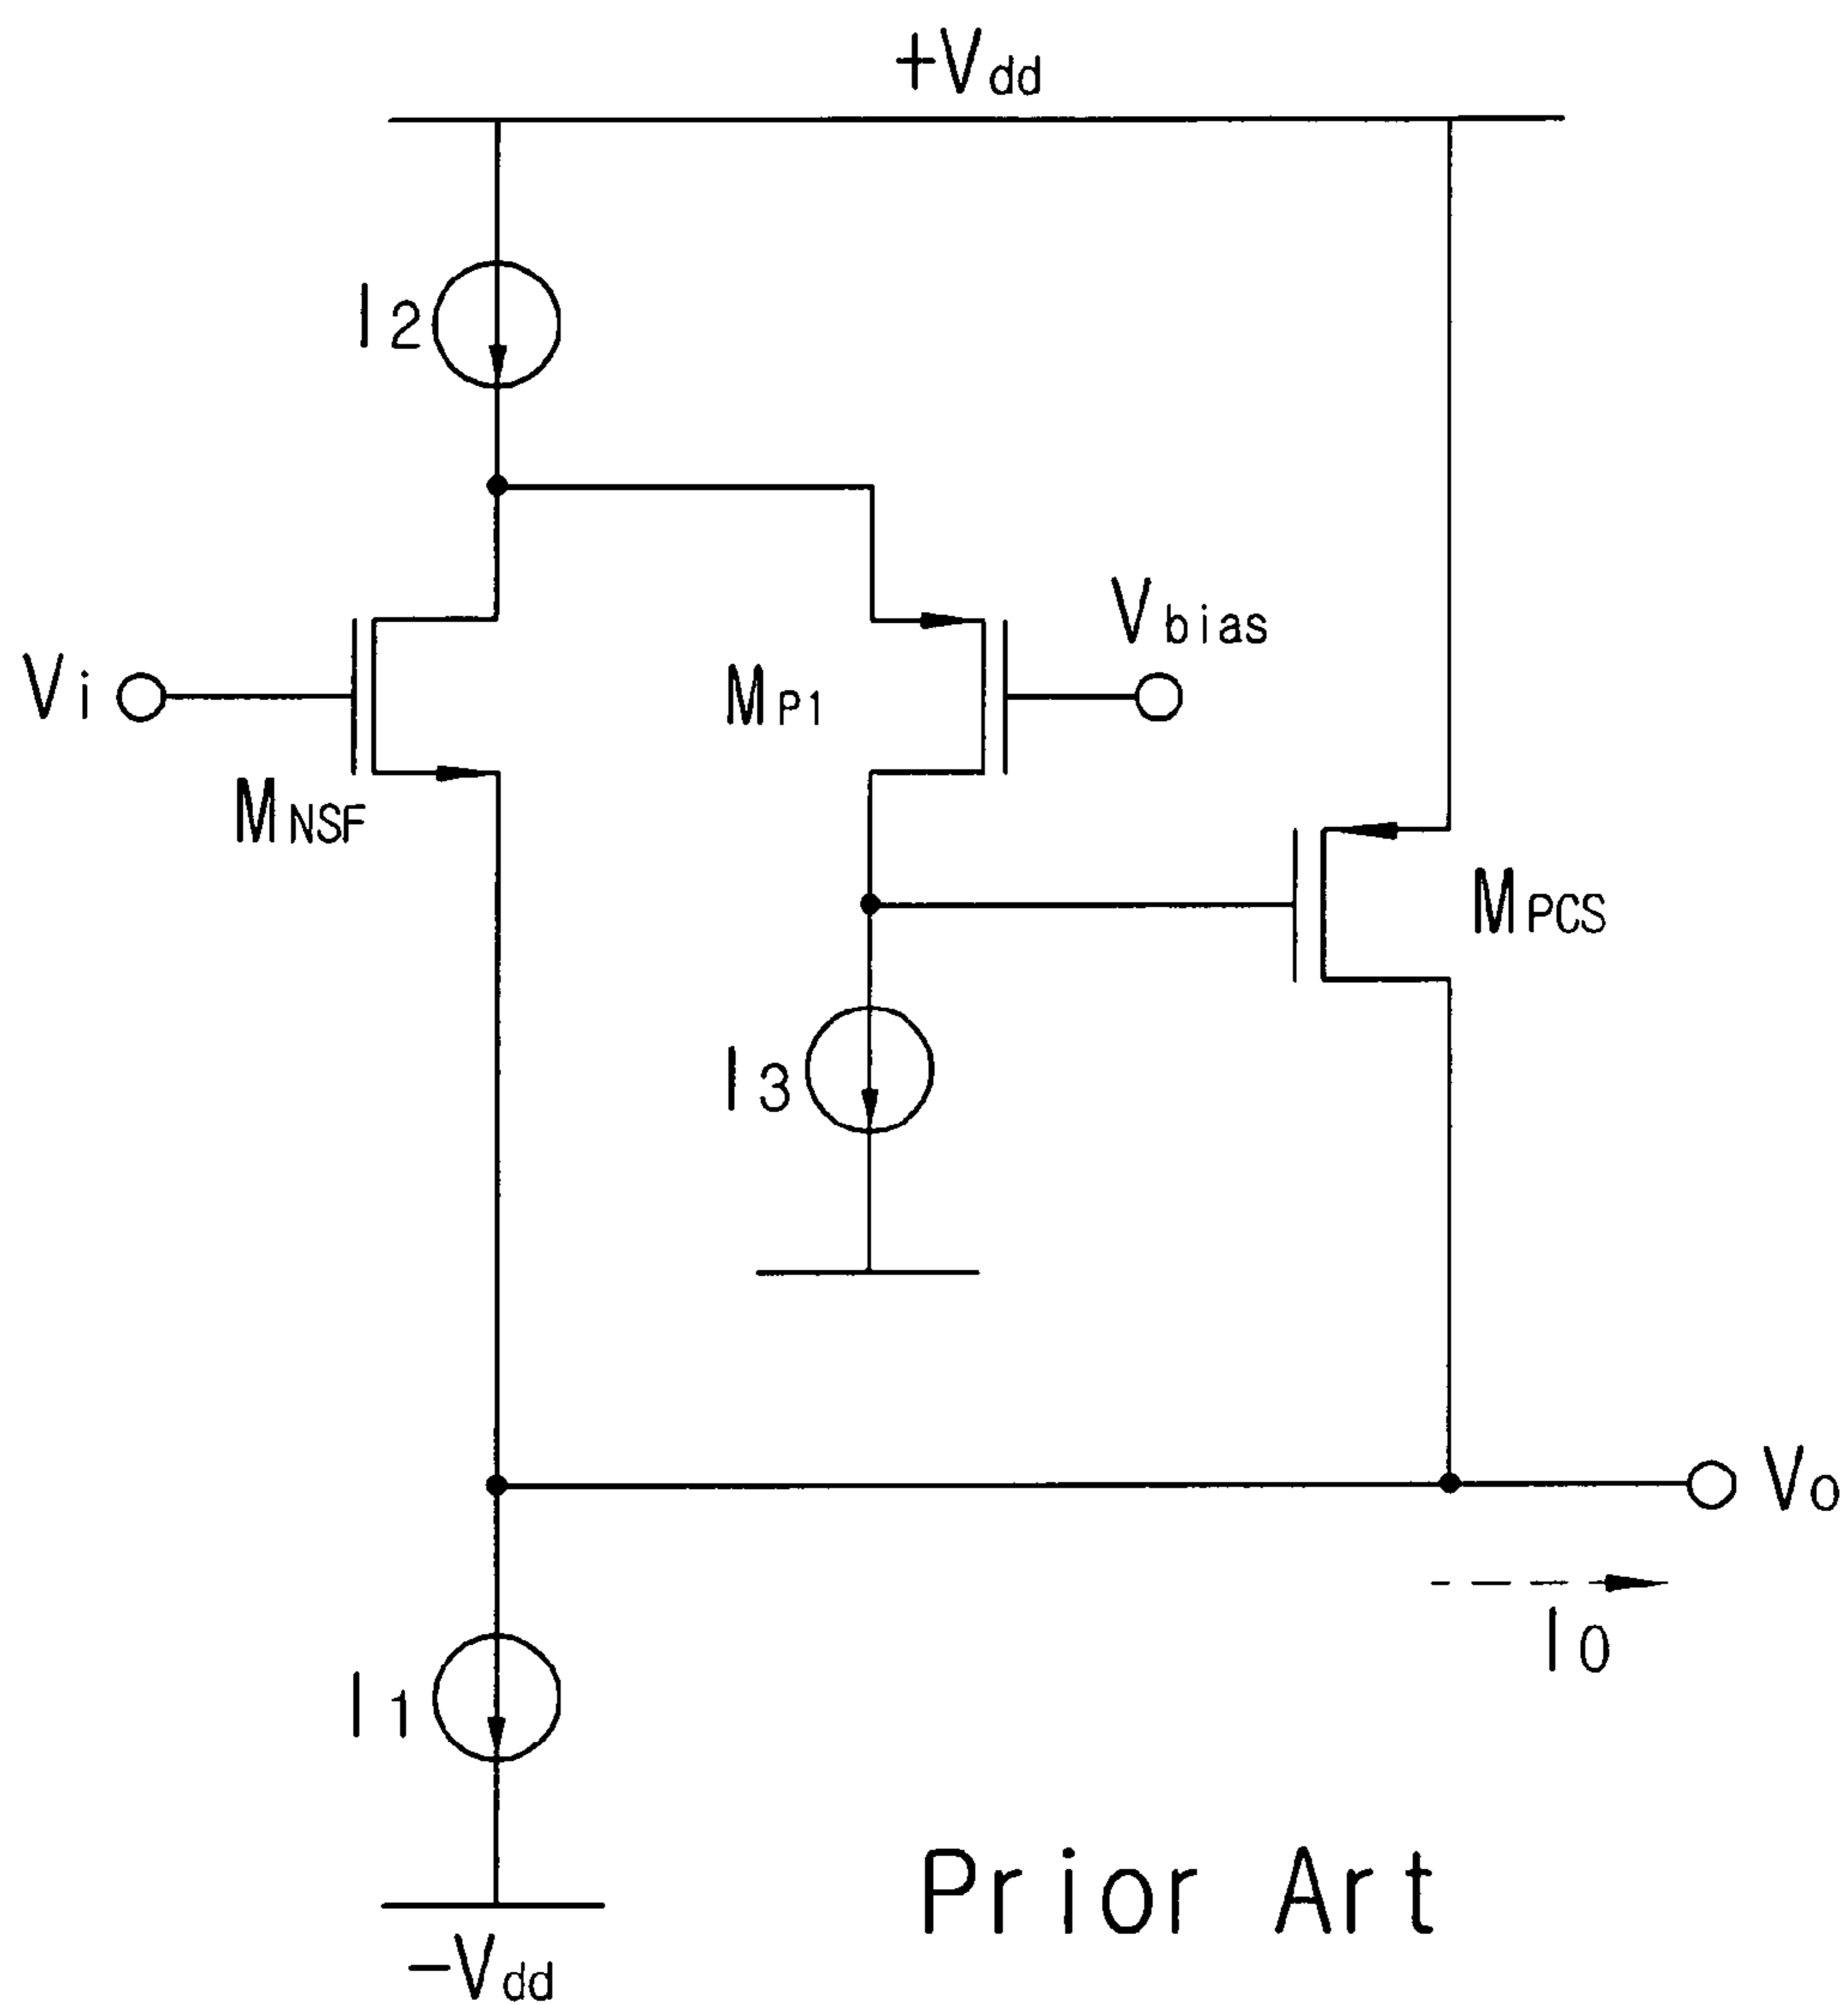 +Vdd
I2
Vbias
Vi
MP1
MNSF
MPCS
I3
Vo
I0
I1
Prior Art
-Vdd